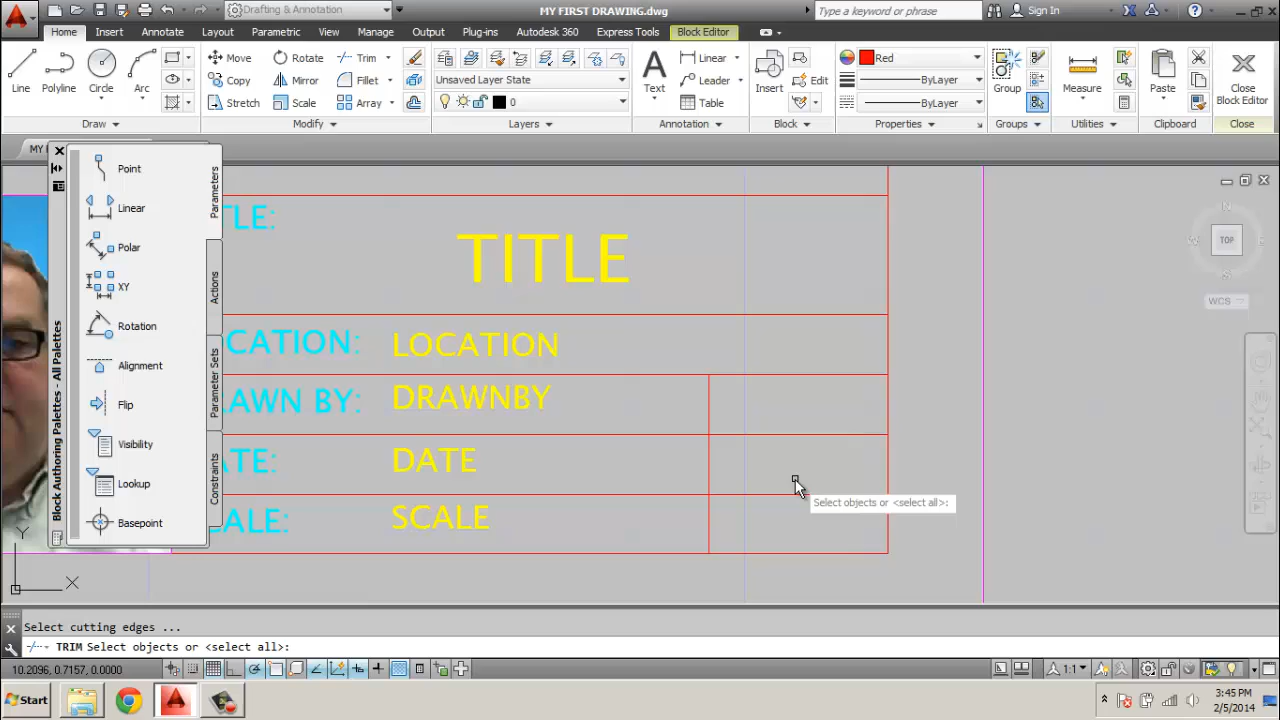 Drafting & Annotation
MY FIRST DRAWING.dwg
Type a keyword or phrase
Sign In
Home Insert Annotate Layout Parametric View Manage Output Plug-ins Autodesk 360 Express Tools Block Editor
Line Polyline Circle Arc
Move Rotate Trim
Copy Mirror Fillet
Stretch Scale Array
Unsaved Layer State
0
Text
Linear
Leader
Table
Insert
Edit
Red
ByLayer
ByLayer
Group
Measure
Paste
Close
Block Editor
Draw Modify Layers Annotation Block Properties Groups Utilities Clipboard Close
MY
Block Authoring Palettes - All Palettes
Point
Linear
Polar
XY
Rotation
Alignment
Flip
Visibility
Lookup
Basepoint
Parameters
Actions
Parameter Sets
Constraints
TLE:
TITLE
CATION: LOCATION
AWN BY: DRAWNBY
ATE: DATE
ALE: SCALE
Select objects or <select all>:
N
TOP
S
WCS
Y
X
Select cutting edges ...
TRIM Select objects or <select all>:
10.2096, 0.7157, 0.0000
1:1
Start
3:45 PM
2/5/2014